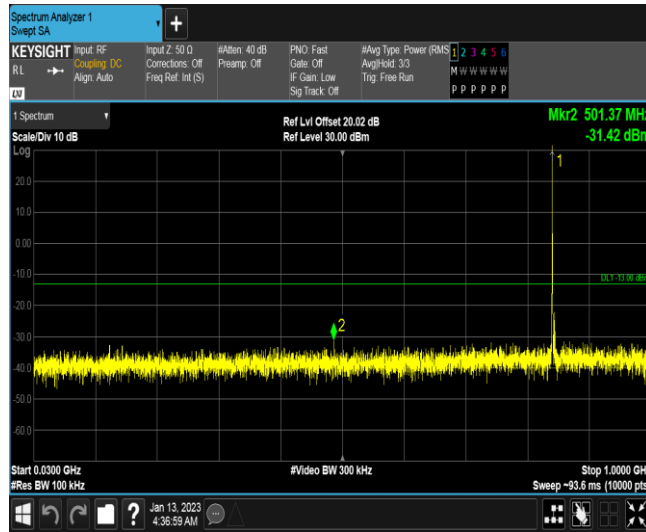 Spectrum Analyzer 1
Swept SA
+
KEYSIGHT
RL
LXI
Input: RF
Coupling: DC
Align: Auto
Input Z: 50 Ω
Corrections: Off
Freq Ref: Int (S)
#Atten: 40 dB
Preamp: Off
PNO: Fast
Gate: Off
IF Gain: Low
Sig Track: Off
#Avg Type: Power (RMS
Avg|Hold: 3/3
Trig: Free Run
1 2 3 4 5 6
M W W W W W
P P P P P P
1 Spectrum
Scale/Div 10 dB
Log
Ref Lvl Offset 20.02 dB
Ref Level 30.00 dBm
Mkr2 501.37 MHz
-31.42 dBm
1
20.0
10.0
0.00
-10.0
DL1 -13.00 dBm
-20.0
2
-30.0
-40.0
-50.0
-60.0
Start 0.0300 GHz
#Res BW 100 kHz
#Video BW 300 kHz
Stop 1.0000 GH
Sweep ~93.6 ms (10000 pts
?
Jan 13, 2023
4:36:59 AM